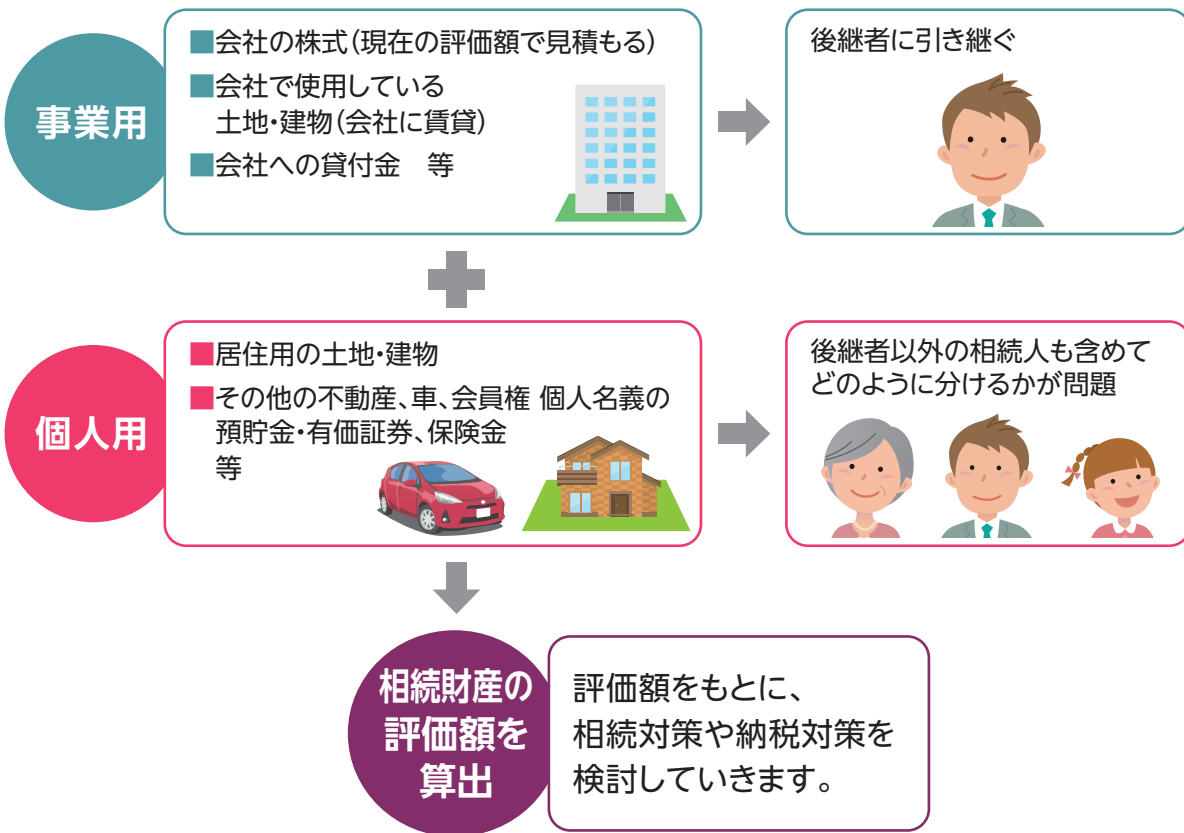 事業用
■会社の株式(現在の評価額で見積もる)
■会社で使用している
土地・建物(会社に賃貸)
■会社への貸付金　等
後継者に引き継ぐ
個人用
■居住用の土地・建物
■その他の不動産、車、会員権 個人名義の
預貯金・有価証券、保険金
等
後継者以外の相続人も含めて
どのように分けるかが問題
相続財産の
評価額を
算出
評価額をもとに、
相続対策や納税対策を
検討していきます。